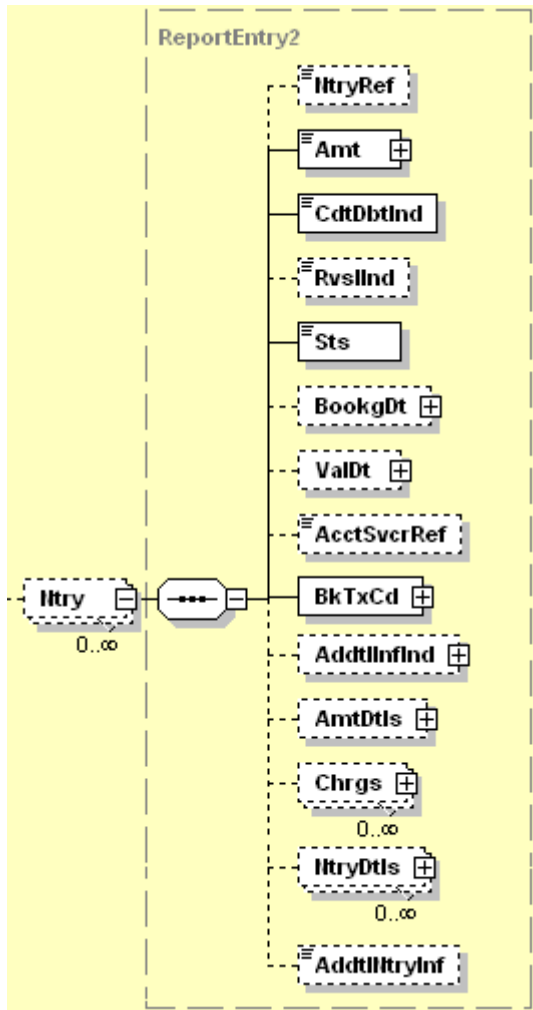 ReportEntry2
NtryRef
Amt
CdtDbtInd
RvslInd
Sts
BookgDt
ValDt
AcctSvcrRef
Ntry
0..∞
BkTxCd
AddtlInfInd
AmtDtls
Chrgs
0..∞
NtryDtls
0..∞
AddtlNtryInf